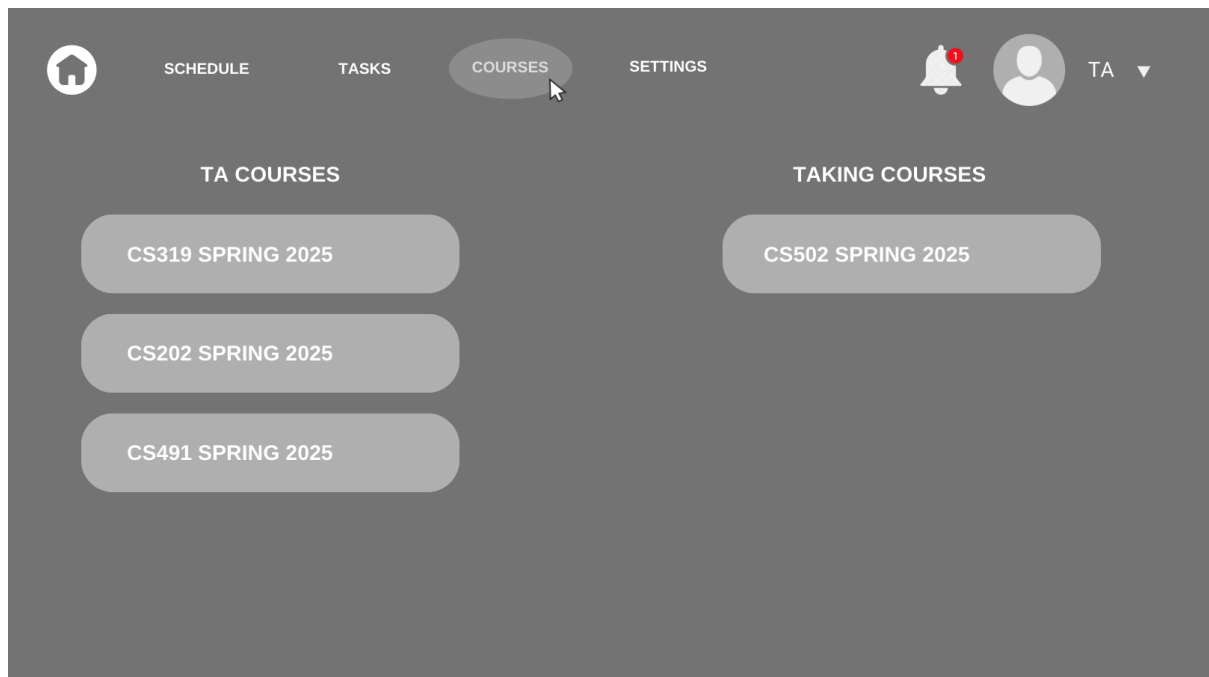 SCHEDULE TASKS COURSES SETTINGS 1 TA
TA COURSES
TAKING COURSES
CS319 SPRING 2025
CS502 SPRING 2025
CS202 SPRING 2025
CS491 SPRING 2025